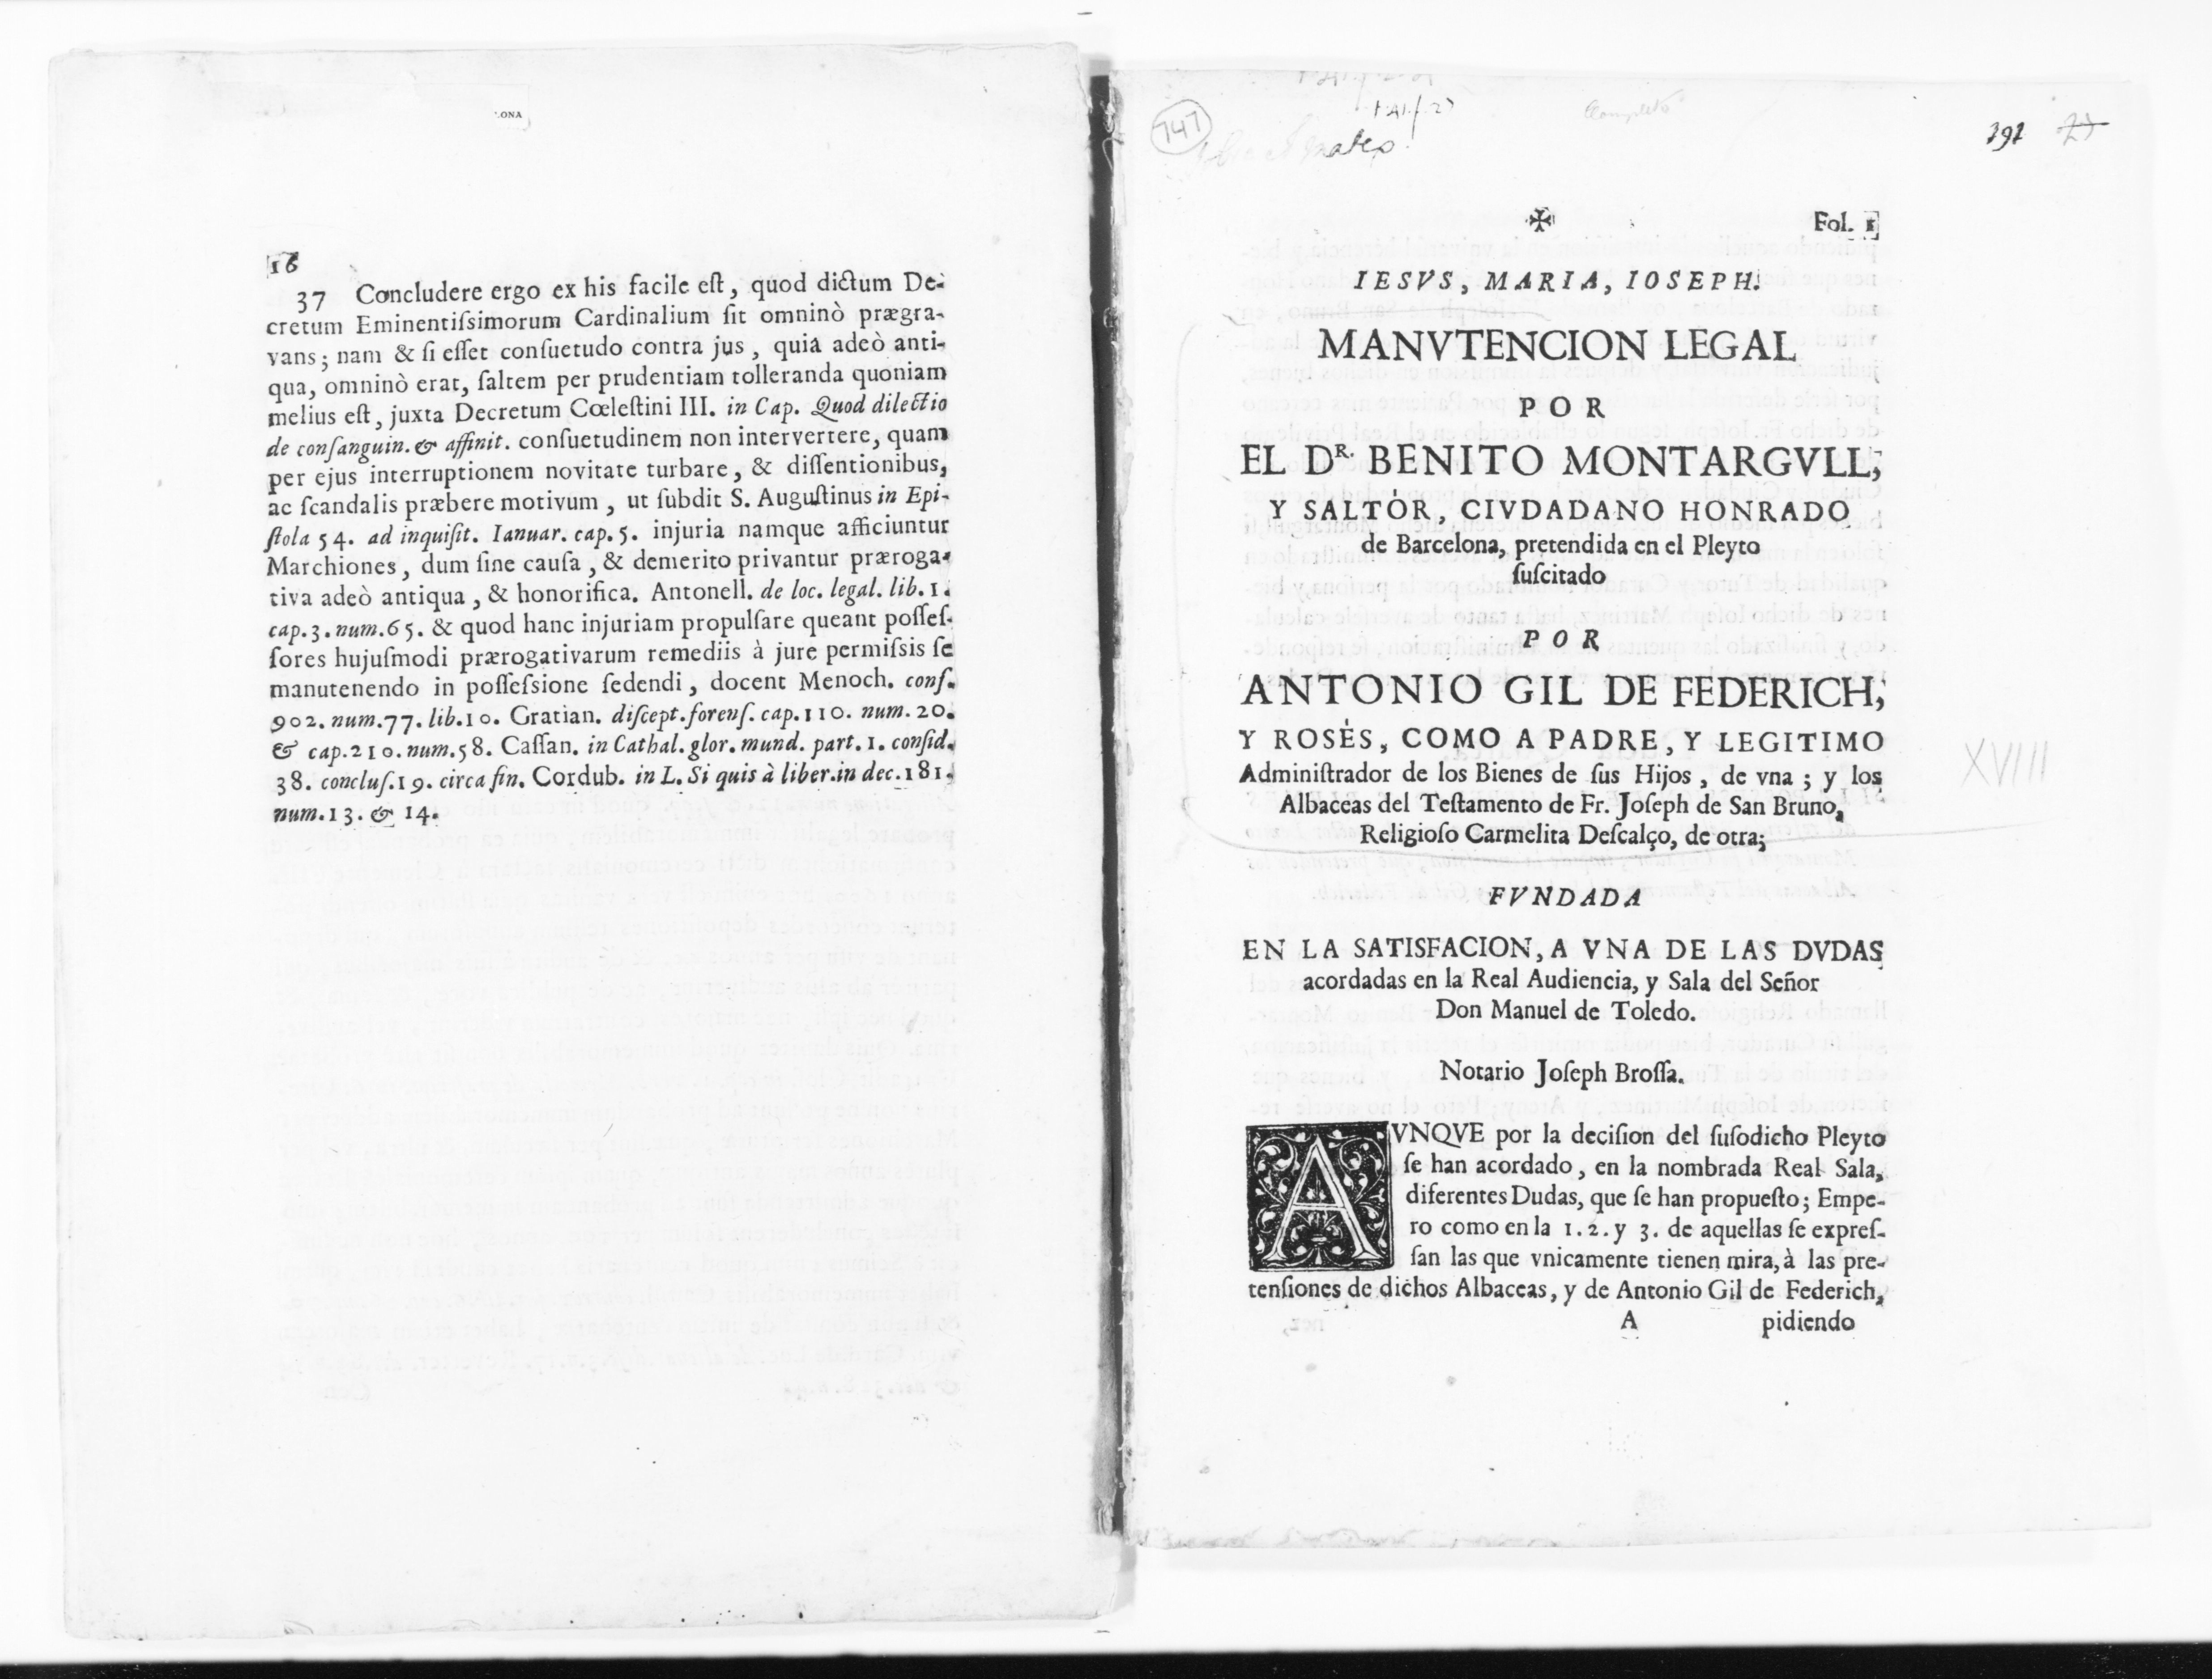 LONA
16
37 Concludere ergo ex his facile eſt, quod dictum De-
cretum Eminentiſsimorum Cardinalium ſit omninò prægra-
vans; nam & ſi eſſet conſuetudo contra jus, quia adeò anti-
qua, omninò erat, ſaltem per prudentiam tolleranda quoniam
melius eſt, juxta Decretum Cœleſtini III. in Cap. Quod dilectio
de conſanguin. & affinit. conſuetudinem non intervertere, quam
per ejus interruptionem novitate turbare, & diſſentionibus,
ac ſcandalis præbere motivum, ut ſubdit S. Auguſtinus in Epi-
ſtola 54. ad inquiſit. Ianuar. cap. 5. injuria namque afficiuntur
Marchiones, dum ſine cauſa, & demerito privantur præroga-
tiva adeò antiqua, & honorifica. Antonell. de loc. legal. lib. 1.
cap. 3. num. 65. & quod hanc injuriam propulſare queant poſſeſ-
ſores hujuſmodi prærogativarum remediis à jure permiſsis ſe
manutenendo in poſſeſsione ſedendi, docent Menoch. conſ.
902. num. 77. lib. 10. Gratian. diſcept. forenſ. cap. 110. num. 20.
& cap. 210. num. 58. Caſſan. in Cathal. glor. mund. part. 1. conſid.
38. concluſ. 19. circa fin. Cordub. in L. Si quis à liber. in dec. 181.
num. 13. & 14.
747
Completo
191 27
✠ Fol. 1
IESVS, MARIA, IOSEPH.
MANVTENCION LEGAL
POR
EL DR. BENITO MONTARGVLL,
Y SALTÒR, CIVDADANO HONRADO
de Barcelona, pretendida en el Pleyto
ſuſcitado
POR
ANTONIO GIL DE FEDERICH,
Y ROSÈS, COMO A PADRE, Y LEGITIMO
Adminiſtrador de los Bienes de ſus Hijos, de vna; y los
Albaceas del Teſtamento de Fr. Joſeph de San Bruno,
Religioſo Carmelita Deſcalço, de otra;
XVIII
FVNDADA
EN LA SATISFACION, A VNA DE LAS DVDAS
acordadas en la Real Audiencia, y Sala del Señor
Don Manuel de Toledo.
Notario Joſeph Broſſa.
AVNQVE por la deciſion del ſuſodicho Pleyto
ſe han acordado, en la nombrada Real Sala,
diferentes Dudas, que ſe han propueſto; Empe-
ro como en la 1. 2. y 3. de aquellas ſe expreſ-
ſan las que vnicamente tienen mira, à las pre-
tenſiones de dichos Albaceas, y de Antonio Gil de Federich,
A pidiendo